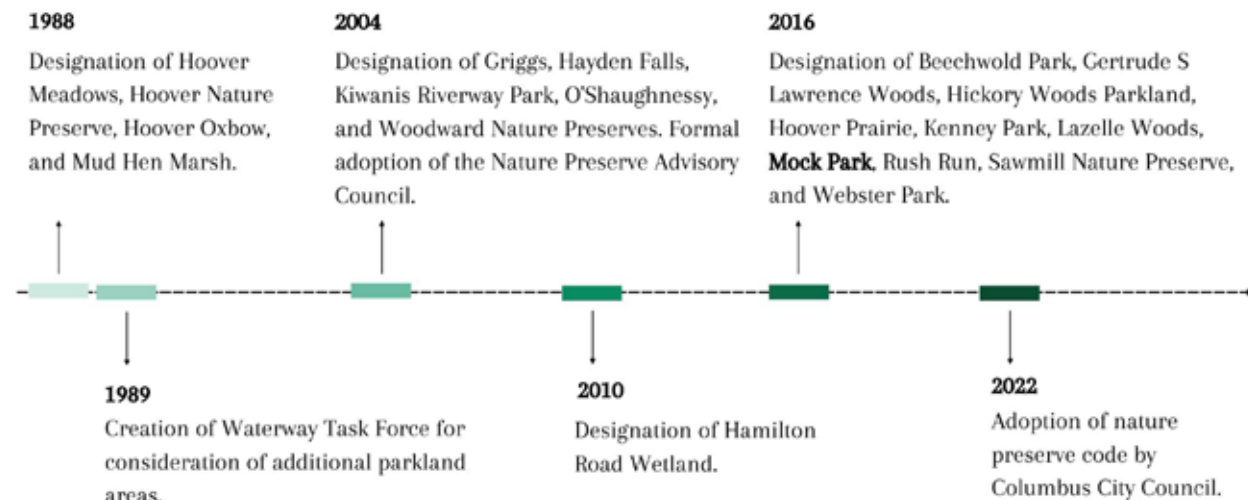 1988
Designation of Hoover
Meadows, Hoover Nature
Preserve, Hoover Oxbow,
and Mud Hen Marsh.
2004
Designation of Griggs, Hayden Falls,
Kiwanis Riverway Park, O'Shaughnessy,
and Woodward Nature Preserves. Formal
adoption of the Nature Preserve Advisory
Council.
2016
Designation of Beechwold Park, Gertrude S
Lawrence Woods, Hickory Woods Parkland,
Hoover Prairie, Kenney Park, Lazelle Woods,
Mock Park, Rush Run, Sawmill Nature Preserve,
and Webster Park.
1989
Creation of Waterway Task Force for
consideration of additional parkland
areas.
2010
Designation of Hamilton
Road Wetland.
2022
Adoption of nature
preserve code by
Columbus City Council.